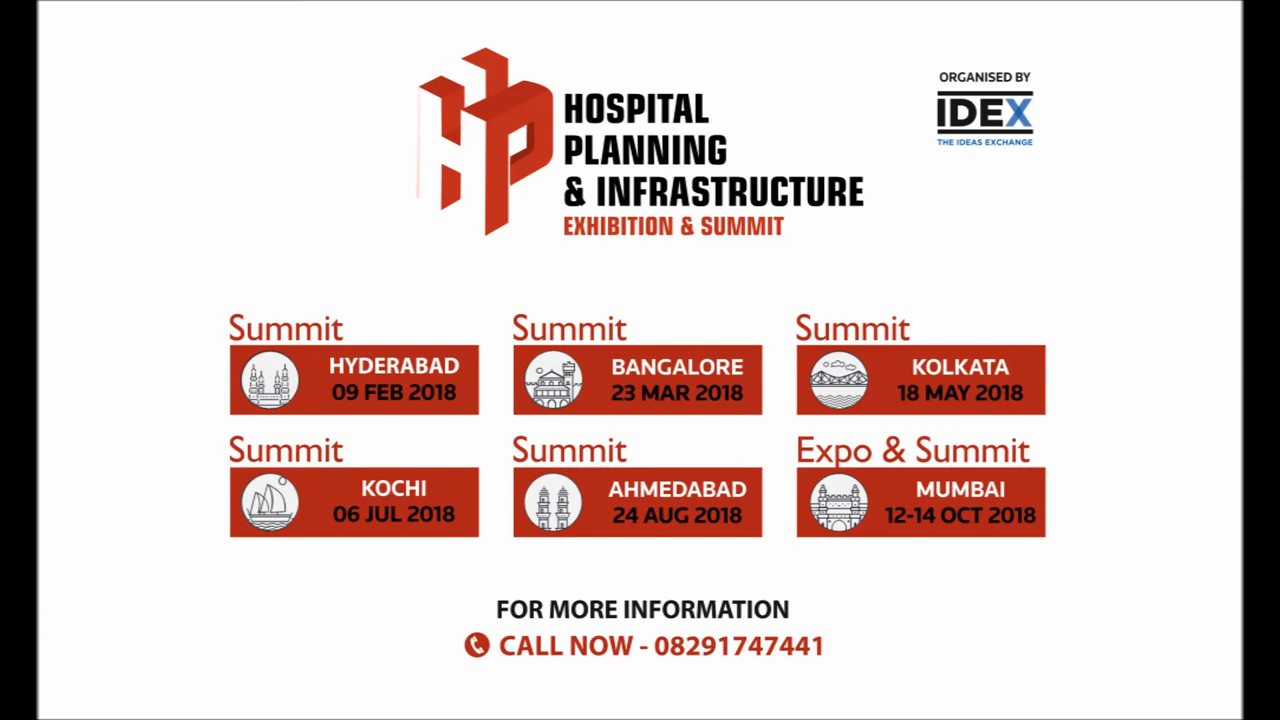 HOSPITAL
PLANNING
& INFRASTRUCTURE
EXHIBITION & SUMMIT
ORGANISED BY
IDEX
THE IDEAS EXCHANGE
Summit
HYDERABAD
09 FEB 2018
Summit
BANGALORE
23 MAR 2018
Summit
KOLKATA
18 MAY 2018
Summit
KOCHI
06 JUL 2018
Summit
AHMEDABAD
24 AUG 2018
Expo & Summit
MUMBAI
12-14 OCT 2018
FOR MORE INFORMATION
CALL NOW - 08291747441